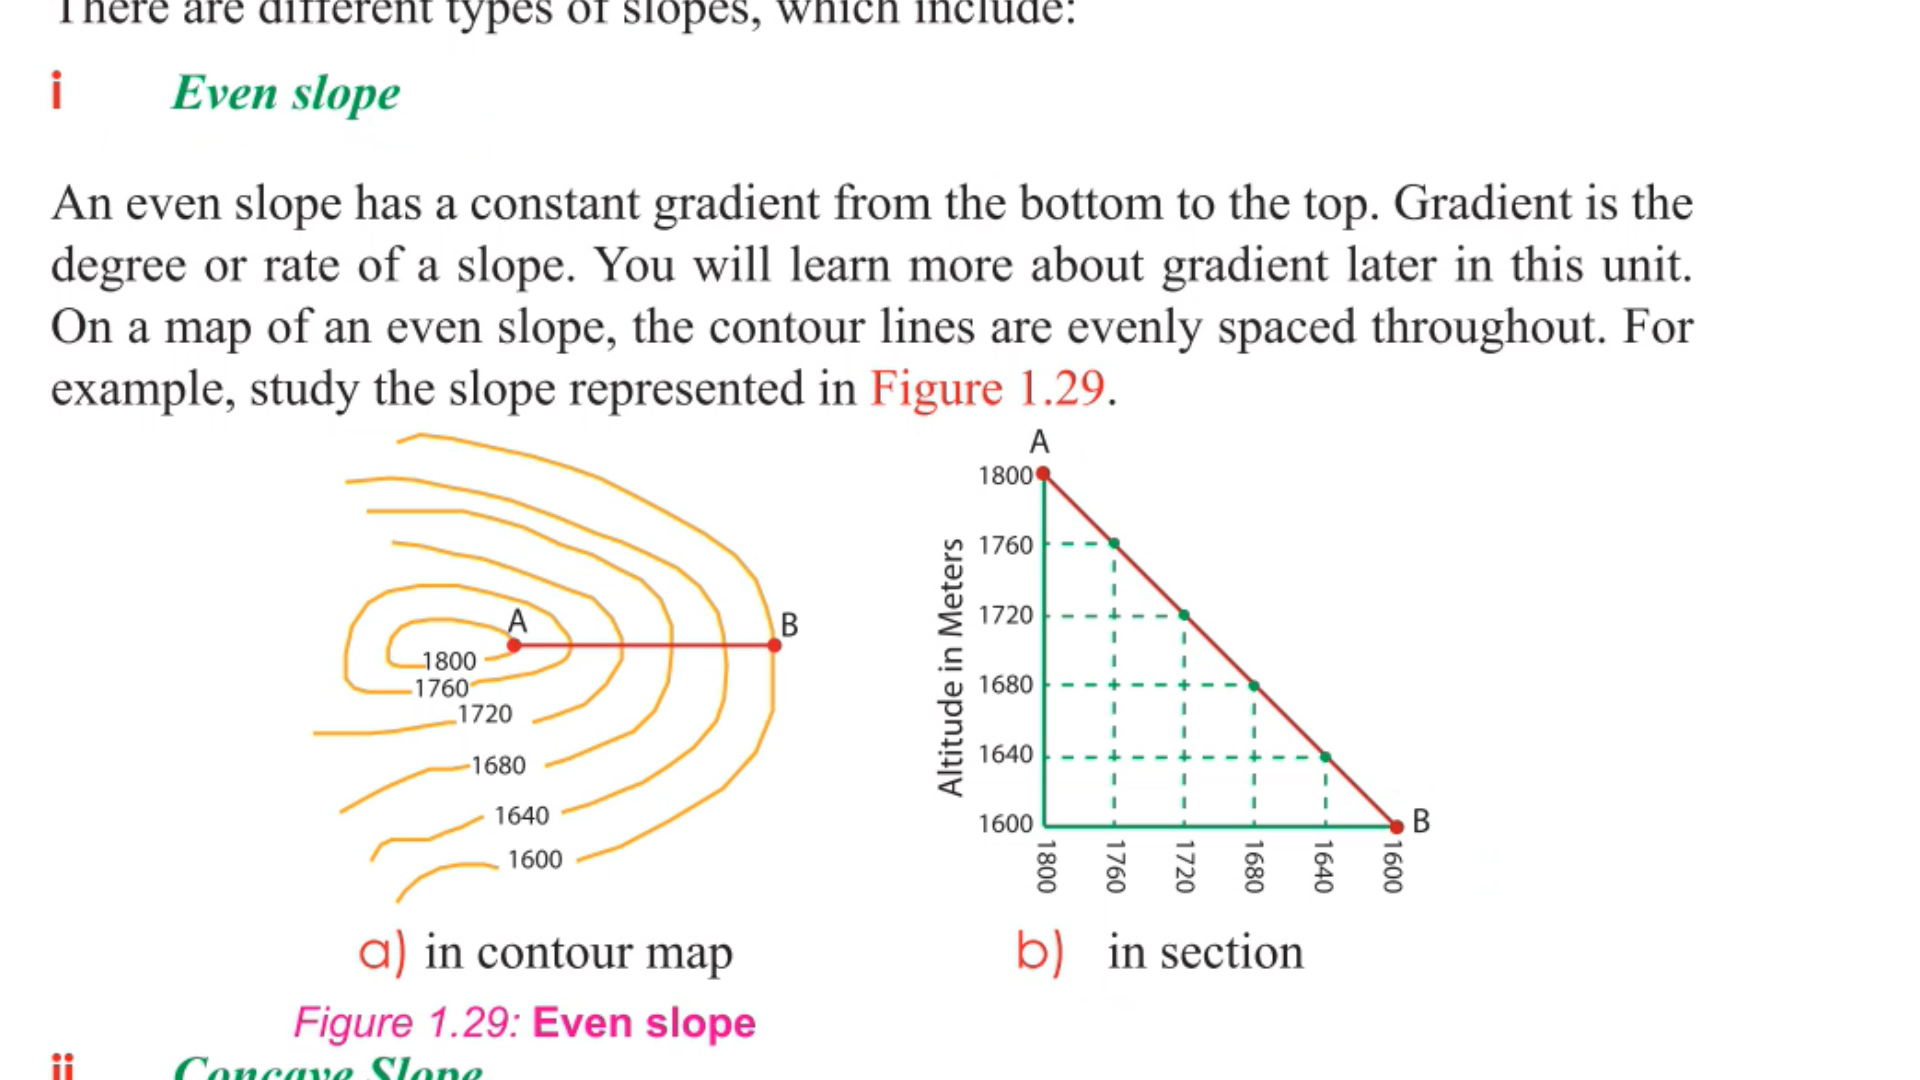 There are different types of slopes, which include:
i Even slope
An even slope has a constant gradient from the bottom to the top. Gradient is the
degree or rate of a slope. You will learn more about gradient later in this unit.
On a map of an even slope, the contour lines are evenly spaced throughout. For
example, study the slope represented in Figure 1.29.
A
B
1800
1760
1720
1680
1640
1600
A
1800
1760
1720
1680
1640
1600
Altitude in Meters
B
1800
1760
1720
1680
1640
1600
a) in contour map
b) in section
Figure 1.29: Even slope
ii Concave Slope